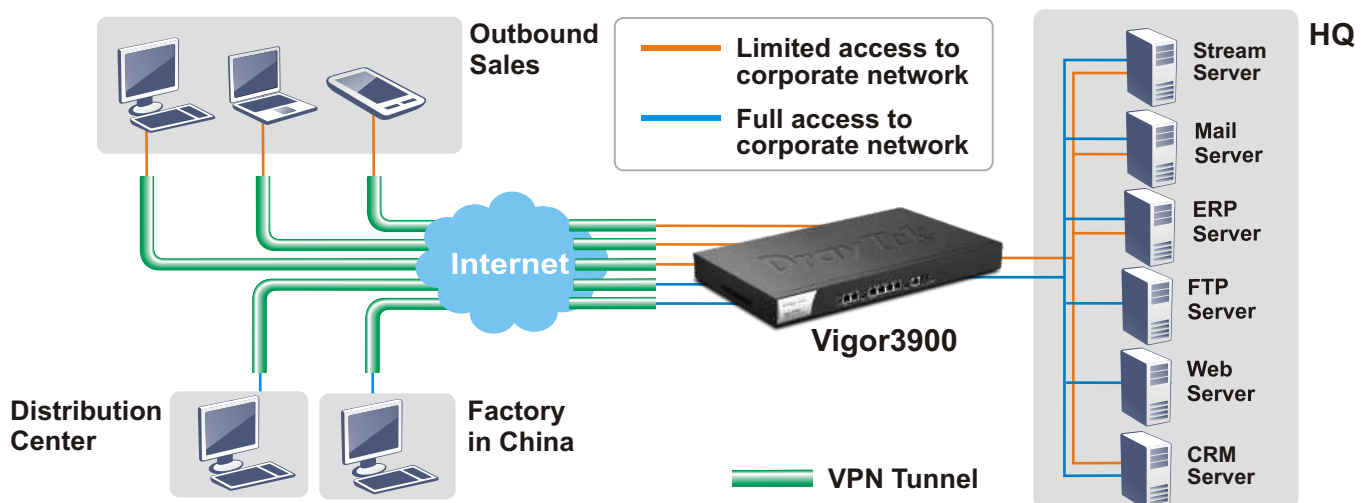 Outbound
Sales
Limited access to
corporate network
Full access to
corporate network
HQ
Stream
Server
Mail
Server
ERP
Server
FTP
Server
Web
Server
CRM
Server
Internet
DrayTek
Vigor3900
Distribution
Center
Factory
in China
VPN Tunnel